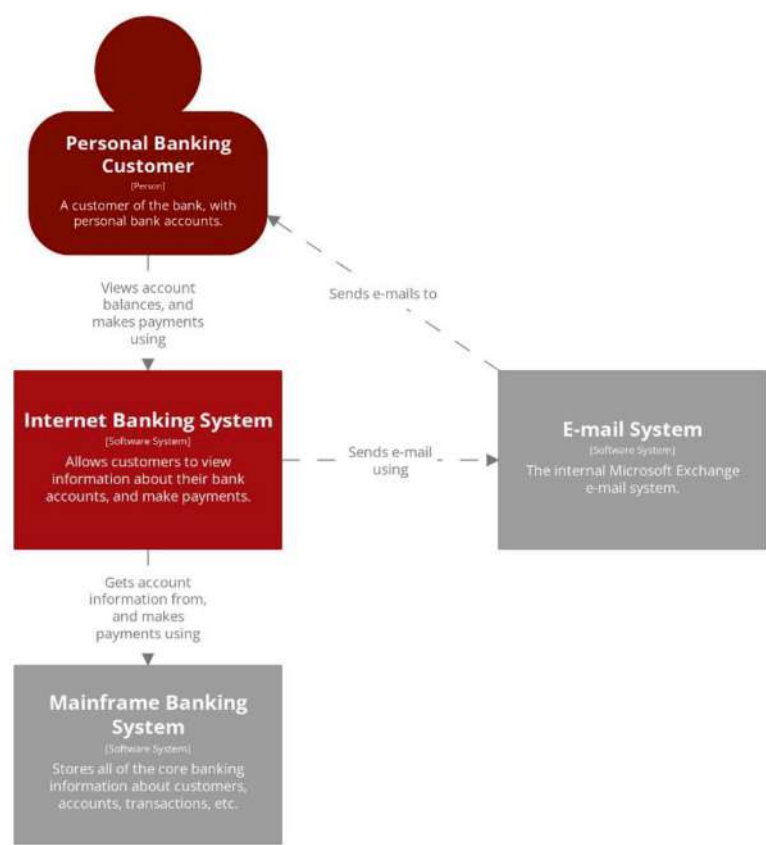 Personal Banking
Customer
[Person]
A customer of the bank, with
personal bank accounts.
Views account
balances, and
makes payments
using
Sends e-mails to
Internet Banking System
[Software System]
Allows customers to view
information about their bank
accounts, and make payments.
Sends e-mail
using
E-mail System
[Software System]
The internal Microsoft Exchange
e-mail system.
Gets account
information from,
and makes
payments using
Mainframe Banking
System
[Software System]
Stores all of the core banking
information about customers,
accounts, transactions, etc.